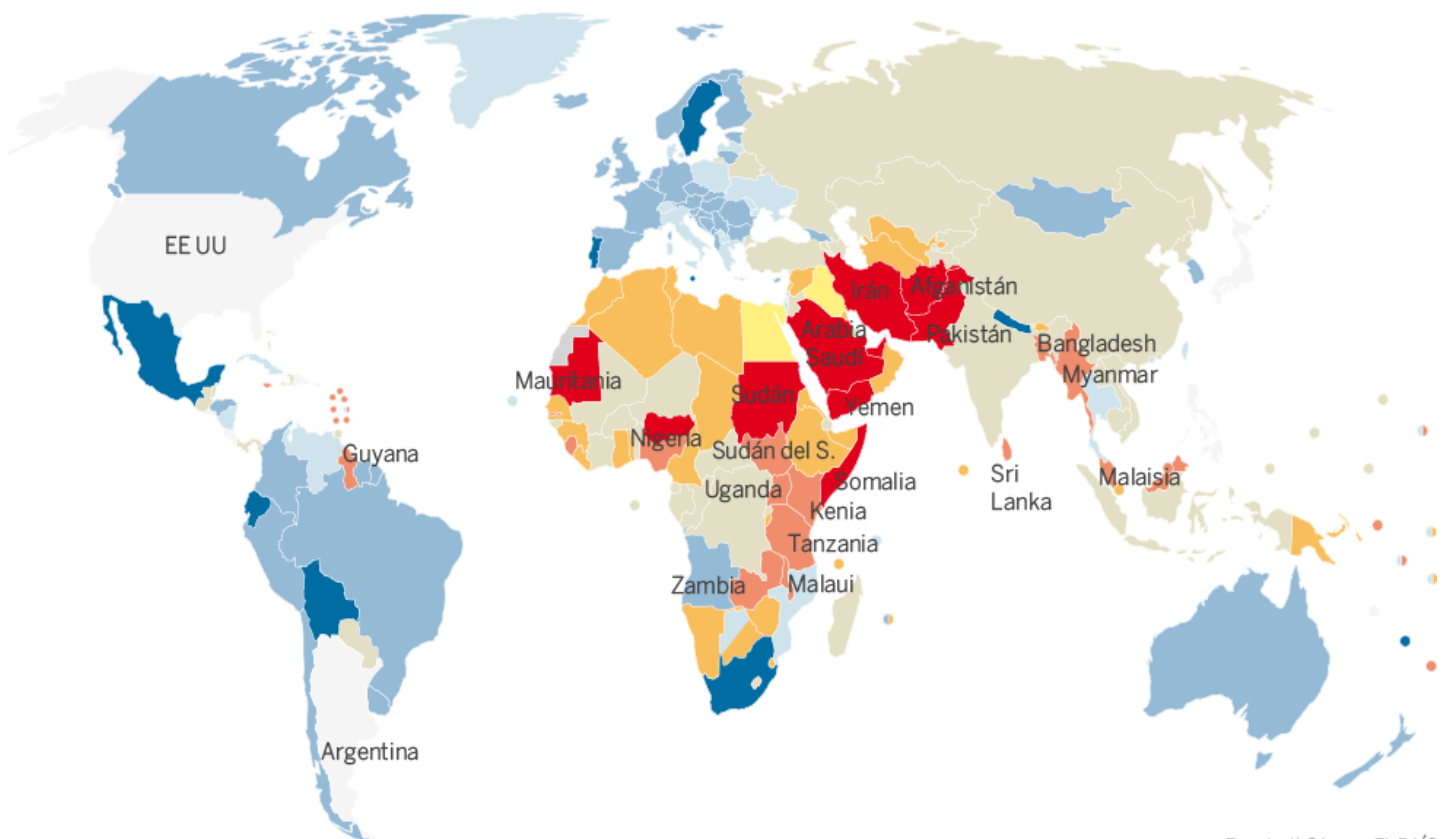 EE UU
Irán
Afganistán
Arabia
Saudí
Pakistán
Bangladesh
Myanmar
Mauritania
Sudán
Yemen
Nigeria
Sudán del S.
Guyana
Uganda
Somalia
Sri
Lanka
Malaisia
Kenia
Tanzania
Zambia
Malaui
Argentina